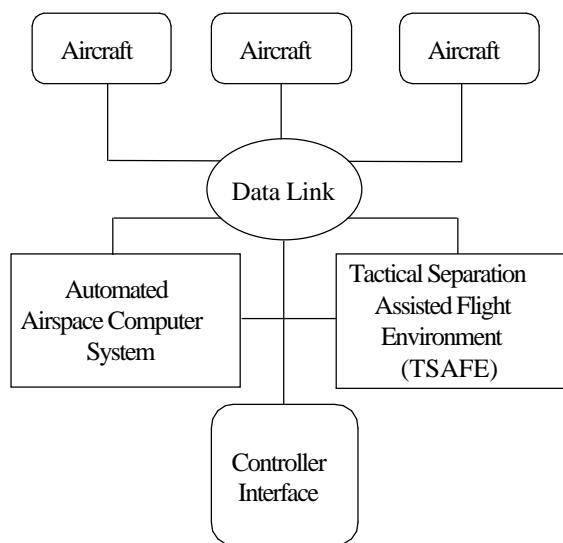 Aircraft
Aircraft
Aircraft
Data Link
Automated
Airspace Computer
System
Tactical Separation
Assisted Flight
Environment
(TSAFE)
Controller
Interface